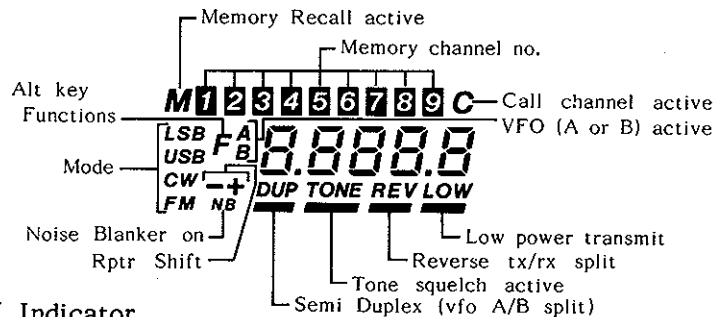 Memory Recall active
Memory channel no.
Alt key
Functions
M 1 2 3 4 5 6 7 8 9 C
Call channel active
LSB F A
VFO (A or B) active
USB B 8.888.8
Mode
CW - +
DUP TONE REV LOW
FM NB
Noise Blanker on
Low power transmit
Rptr Shift
Reverse tx/rx split
Tone squelch active
Semi Duplex (vfo A/B split)
Indicator